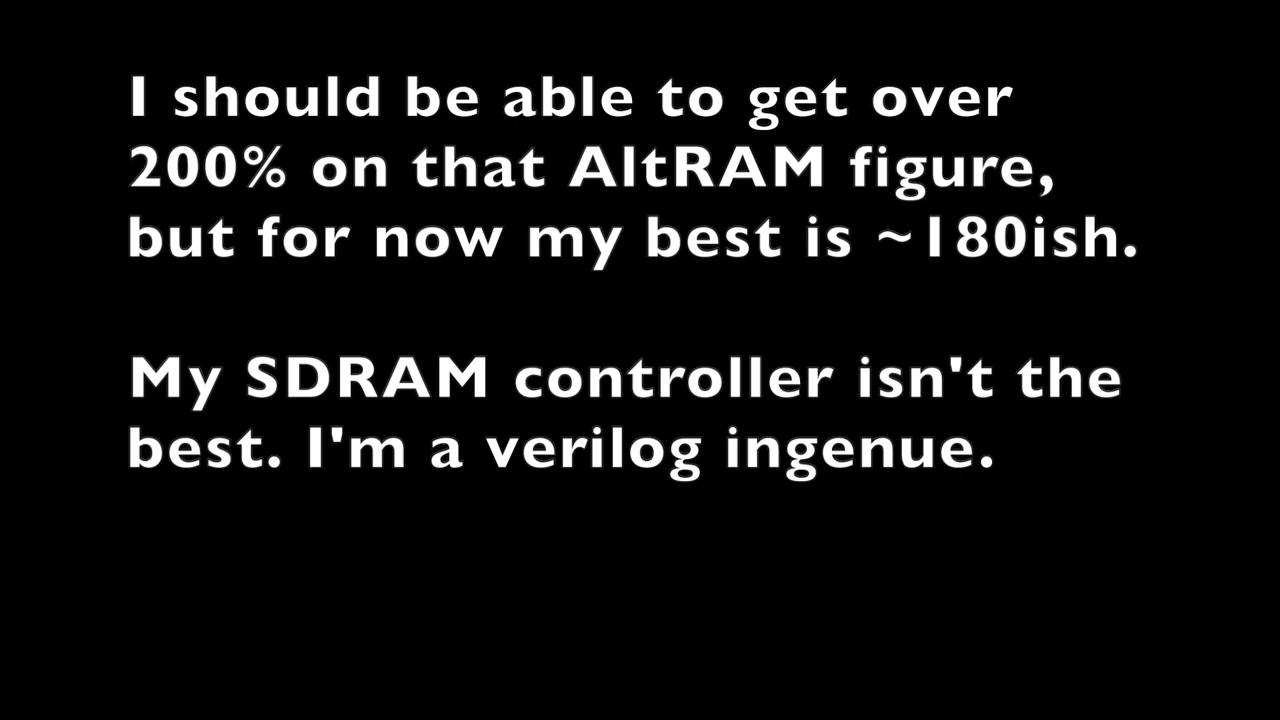 I should be able to get over
200% on that AltRAM figure,
but for now my best is ~180ish.
My SDRAM controller isn't the
best. I'm a verilog ingenue.